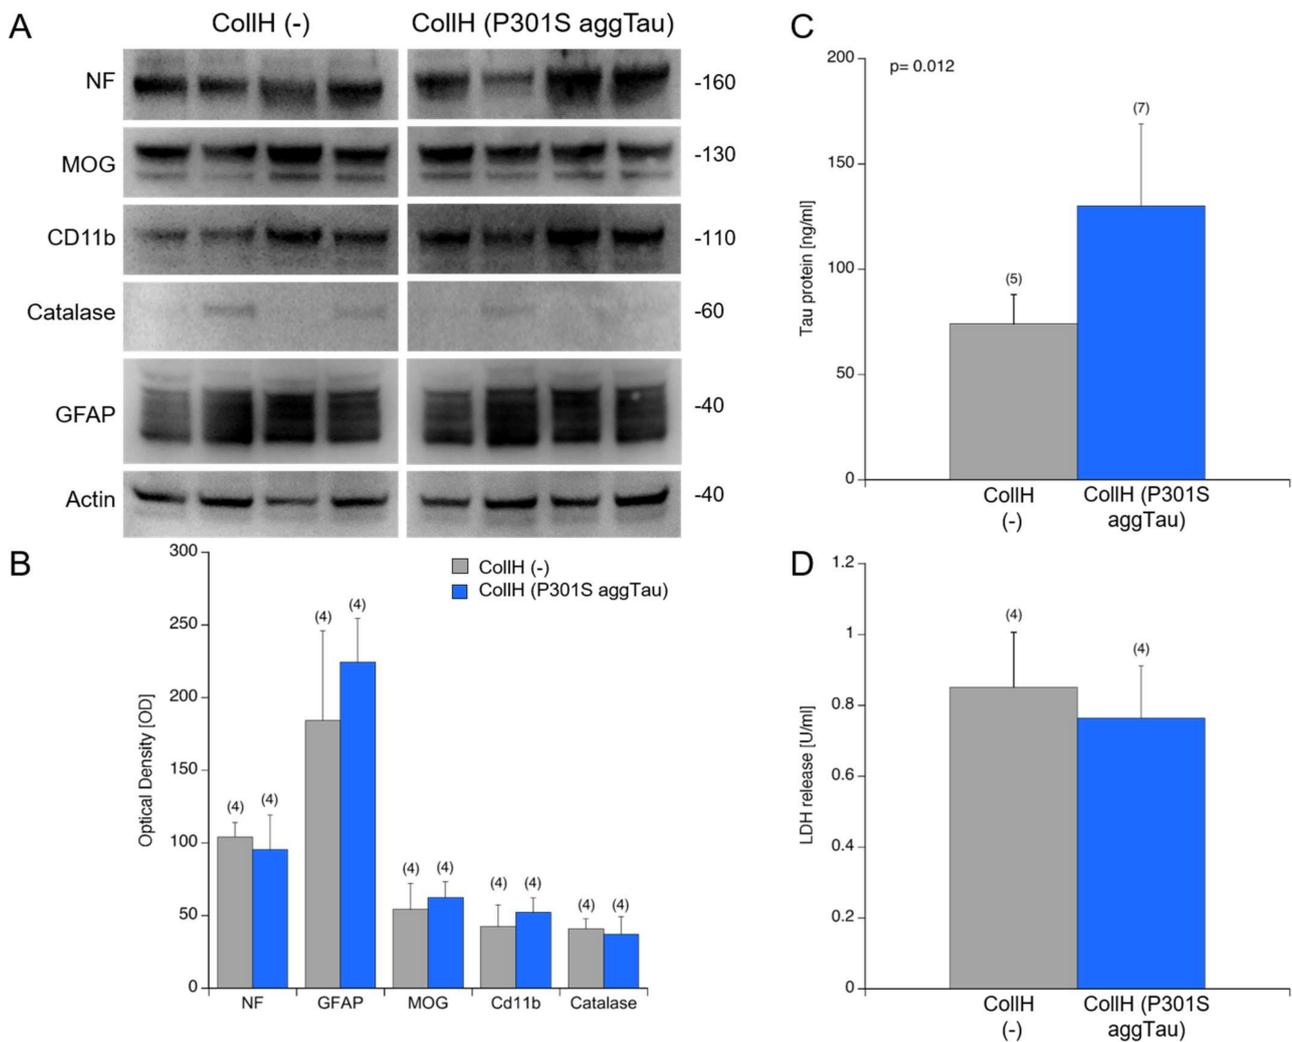 A
CollH (-)
CollH (P301S aggTau)
NF
-160
MOG
-130
CD11b
-110
Catalase
-60
GFAP
-40
Actin
-40
B
300
250
200
150
100
50
0
Optical Density [OD]
CollH (-)
CollH (P301S aggTau)
(4)
(4)
(4)
(4)
(4)
(4)
(4)
(4)
(4)
(4)
NF
GFAP
MOG
Cd11b
Catalase
C
200
150
100
50
0
Tau protein [ng/ml]
p= 0.012
(5)
(7)
CollH
(-)
CollH (P301S
aggTau)
D
1.2
1
0.8
0.6
0.4
0.2
0
LDH release [U/ml]
(4)
(4)
CollH
(-)
CollH (P301S
aggTau)